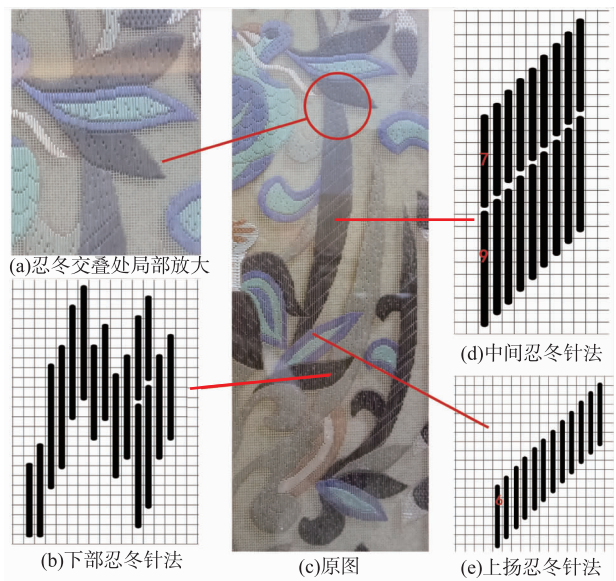 (a)忍冬交叠处局部放大
7
9
(d)中间忍冬针法
6
(b)下部忍冬针法
(c)原图
(e)上扬忍冬针法